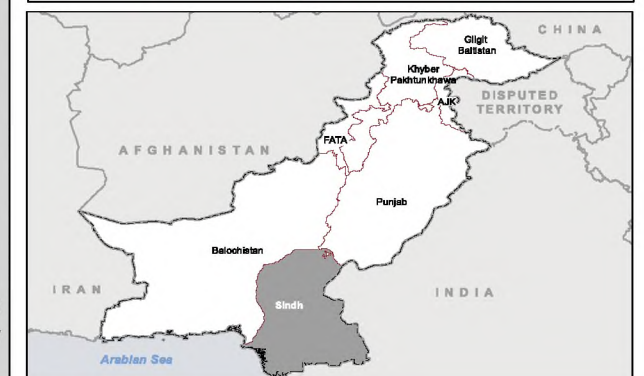 CHINA
Gilgit
Baltistan
Khyber
Pakhtunkhawa
DISPUTED
TERRITORY
AJK
FATA
AFGHANISTAN
Punjab
Balochistan
IRAN
Sindh
INDIA
Arabian Sea